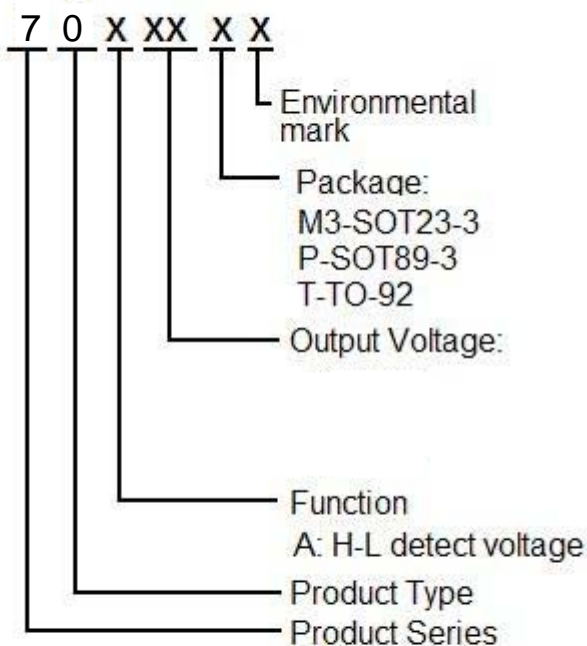 7 0 X XX X X
Environmental
mark
Package:
M3-SOT23-3
P-SOT89-3
T-TO-92
Output Voltage:
Function
A: H-L detect voltage
Product Type
Product Series